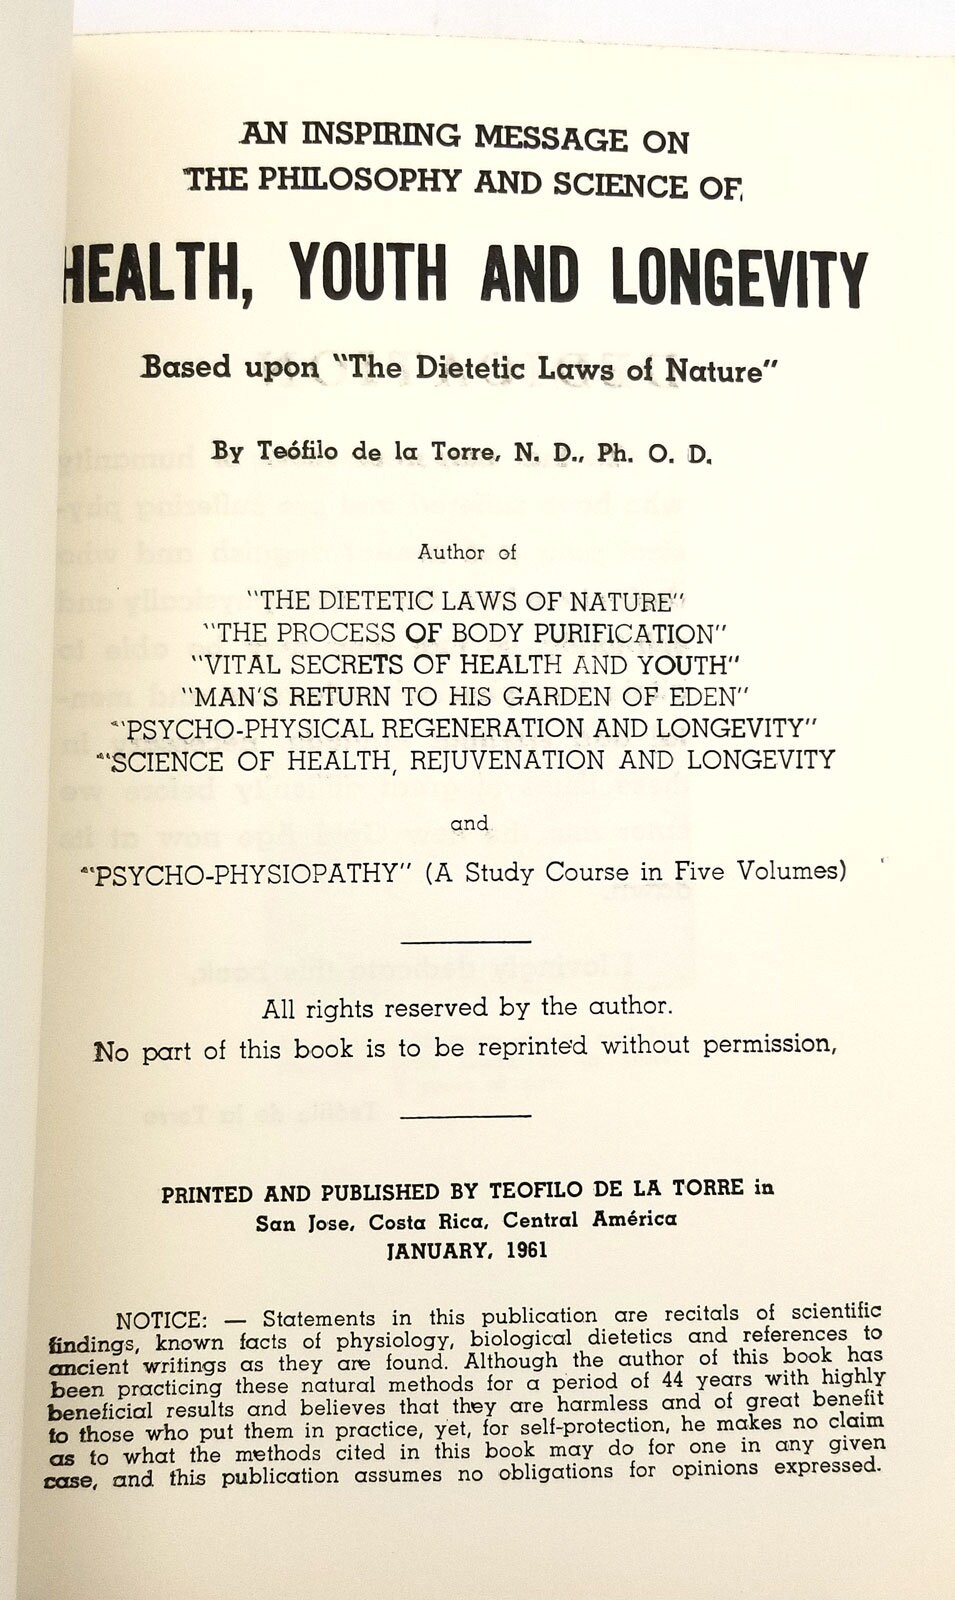 AN INSPIRING MESSAGE ON
THE PHILOSOPHY AND SCIENCE OF
HEALTH, YOUTH AND LONGEVITY
Based upon "The Dietetic Laws of Nature"
By Teófilo de la Torre, N. D., Ph. O. D.
Author of
"THE DIETETIC LAWS OF NATURE"
"THE PROCESS OF BODY PURIFICATION"
"VITAL SECRETS OF HEALTH AND YOUTH"
"MAN'S RETURN TO HIS GARDEN OF EDEN"
"PSYCHO-PHYSICAL REGENERATION AND LONGEVITY"
"SCIENCE OF HEALTH, REJUVENATION AND LONGEVITY
and
"PSYCHO-PHYSIOPATHY" (A Study Course in Five Volumes)
All rights reserved by the author.
No part of this book is to be reprinted without permission,
PRINTED AND PUBLISHED BY TEOFILO DE LA TORRE in
San Jose, Costa Rica, Central América
JANUARY, 1961
NOTICE: — Statements in this publication are recitals of scientific
findings, known facts of physiology, biological dietetics and references to
ancient writings as they are found. Although the author of this book has
been practicing these natural methods for a period of 44 years with highly
beneficial results and believes that they are harmless and of great benefit
to those who put them in practice, yet, for self-protection, he makes no claim
as to what the methods cited in this book may do for one in any given
case, and this publication assumes no obligations for opinions expressed.